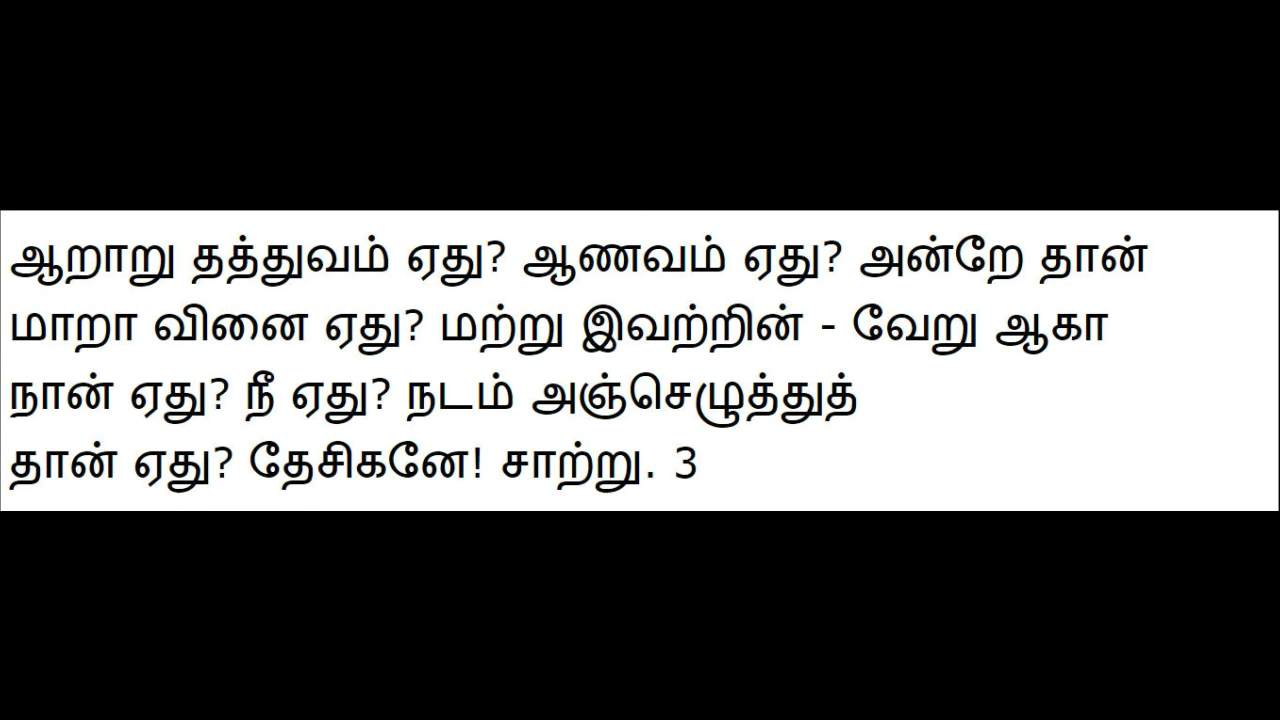 ஆறாறு தத்துவம் ஏது? ஆணவம் ஏது? அன்றே தான்
மாறா வினை ஏது? மற்று இவற்றின் - வேறு ஆகா
நான் ஏது? நீ ஏது? நடம் அஞ்செழுத்துத்
தான் ஏது? தேசிகனே! சாற்று. 3